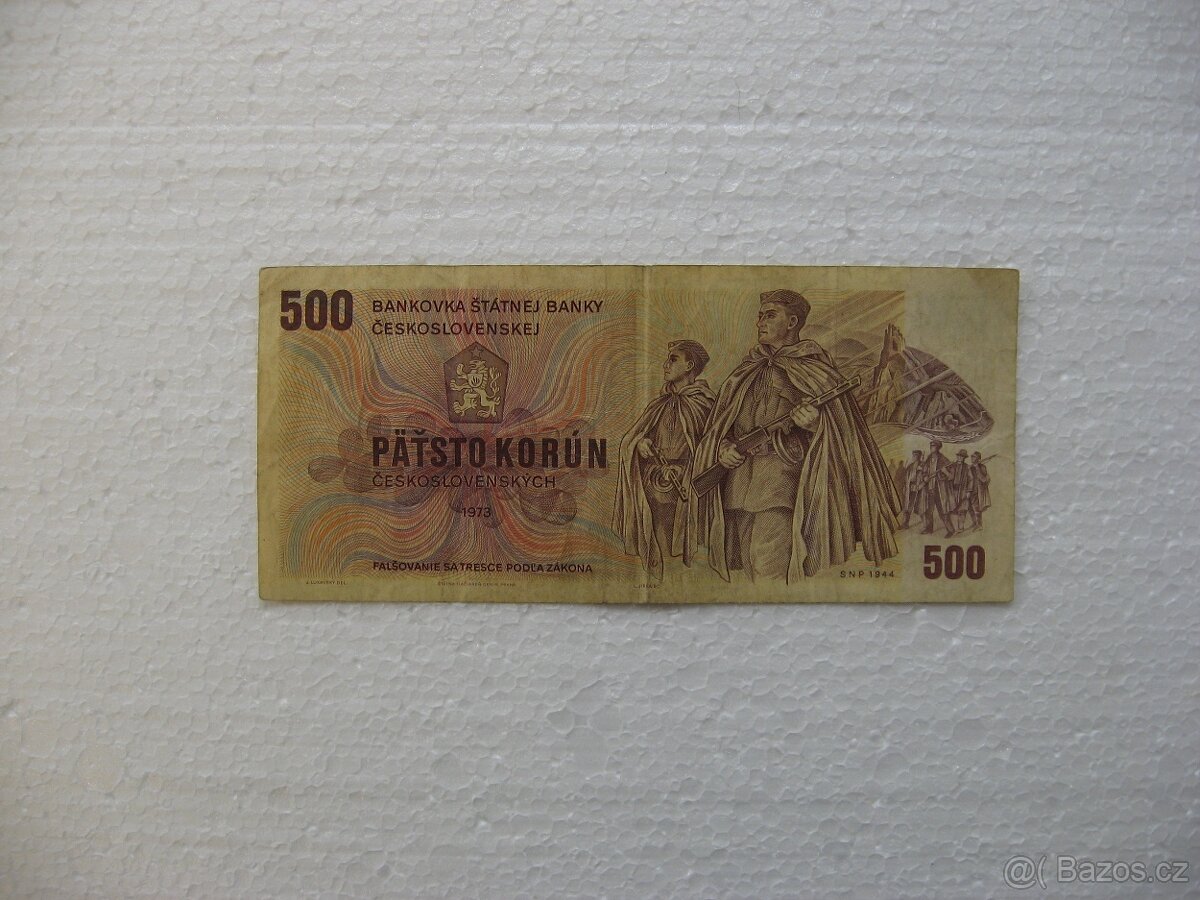 500
BANKOVKA ŠTÁTNEJ BANKY
ČESKOSLOVENSKEJ
PÄŤSTO KORÚN
ČESKOSLOVENSKÝCH
1973
FALŠOVANIE SA TRESCE PODĽA ZÁKONA
SNP 1944
500
@( Bazos.cz